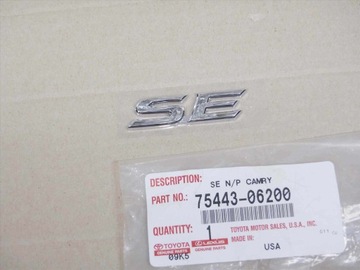 SE
DESCRIPTION:
SE N/P CAMRY
PART NO.: 75443-06200
QUANTITY: 1 TOYOTA MOTOR SALES, U.S.A., INC.
TOYOTA LEXUS MADE IN: USA
GENUINE PARTS GENUINE PARTS
09K5